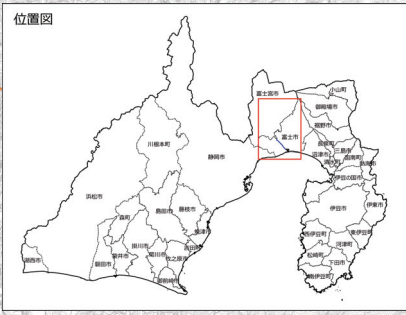 位置図
小山町
富士宮市
御殿場市
裾野市
富士市
長泉町
三島市
沼津市
函南町
清水町
熱海市
伊豆の国市
川根本町
静岡市
浜松市
伊豆市
伊東市
森町
島田市
藤枝市
焼津市
西伊豆町
東伊豆町
掛川市
吉田町
河津町
湖西市
磐田市
袋井市
菊川市
牧之原市
松崎町
下田市
御前崎市
南伊豆町